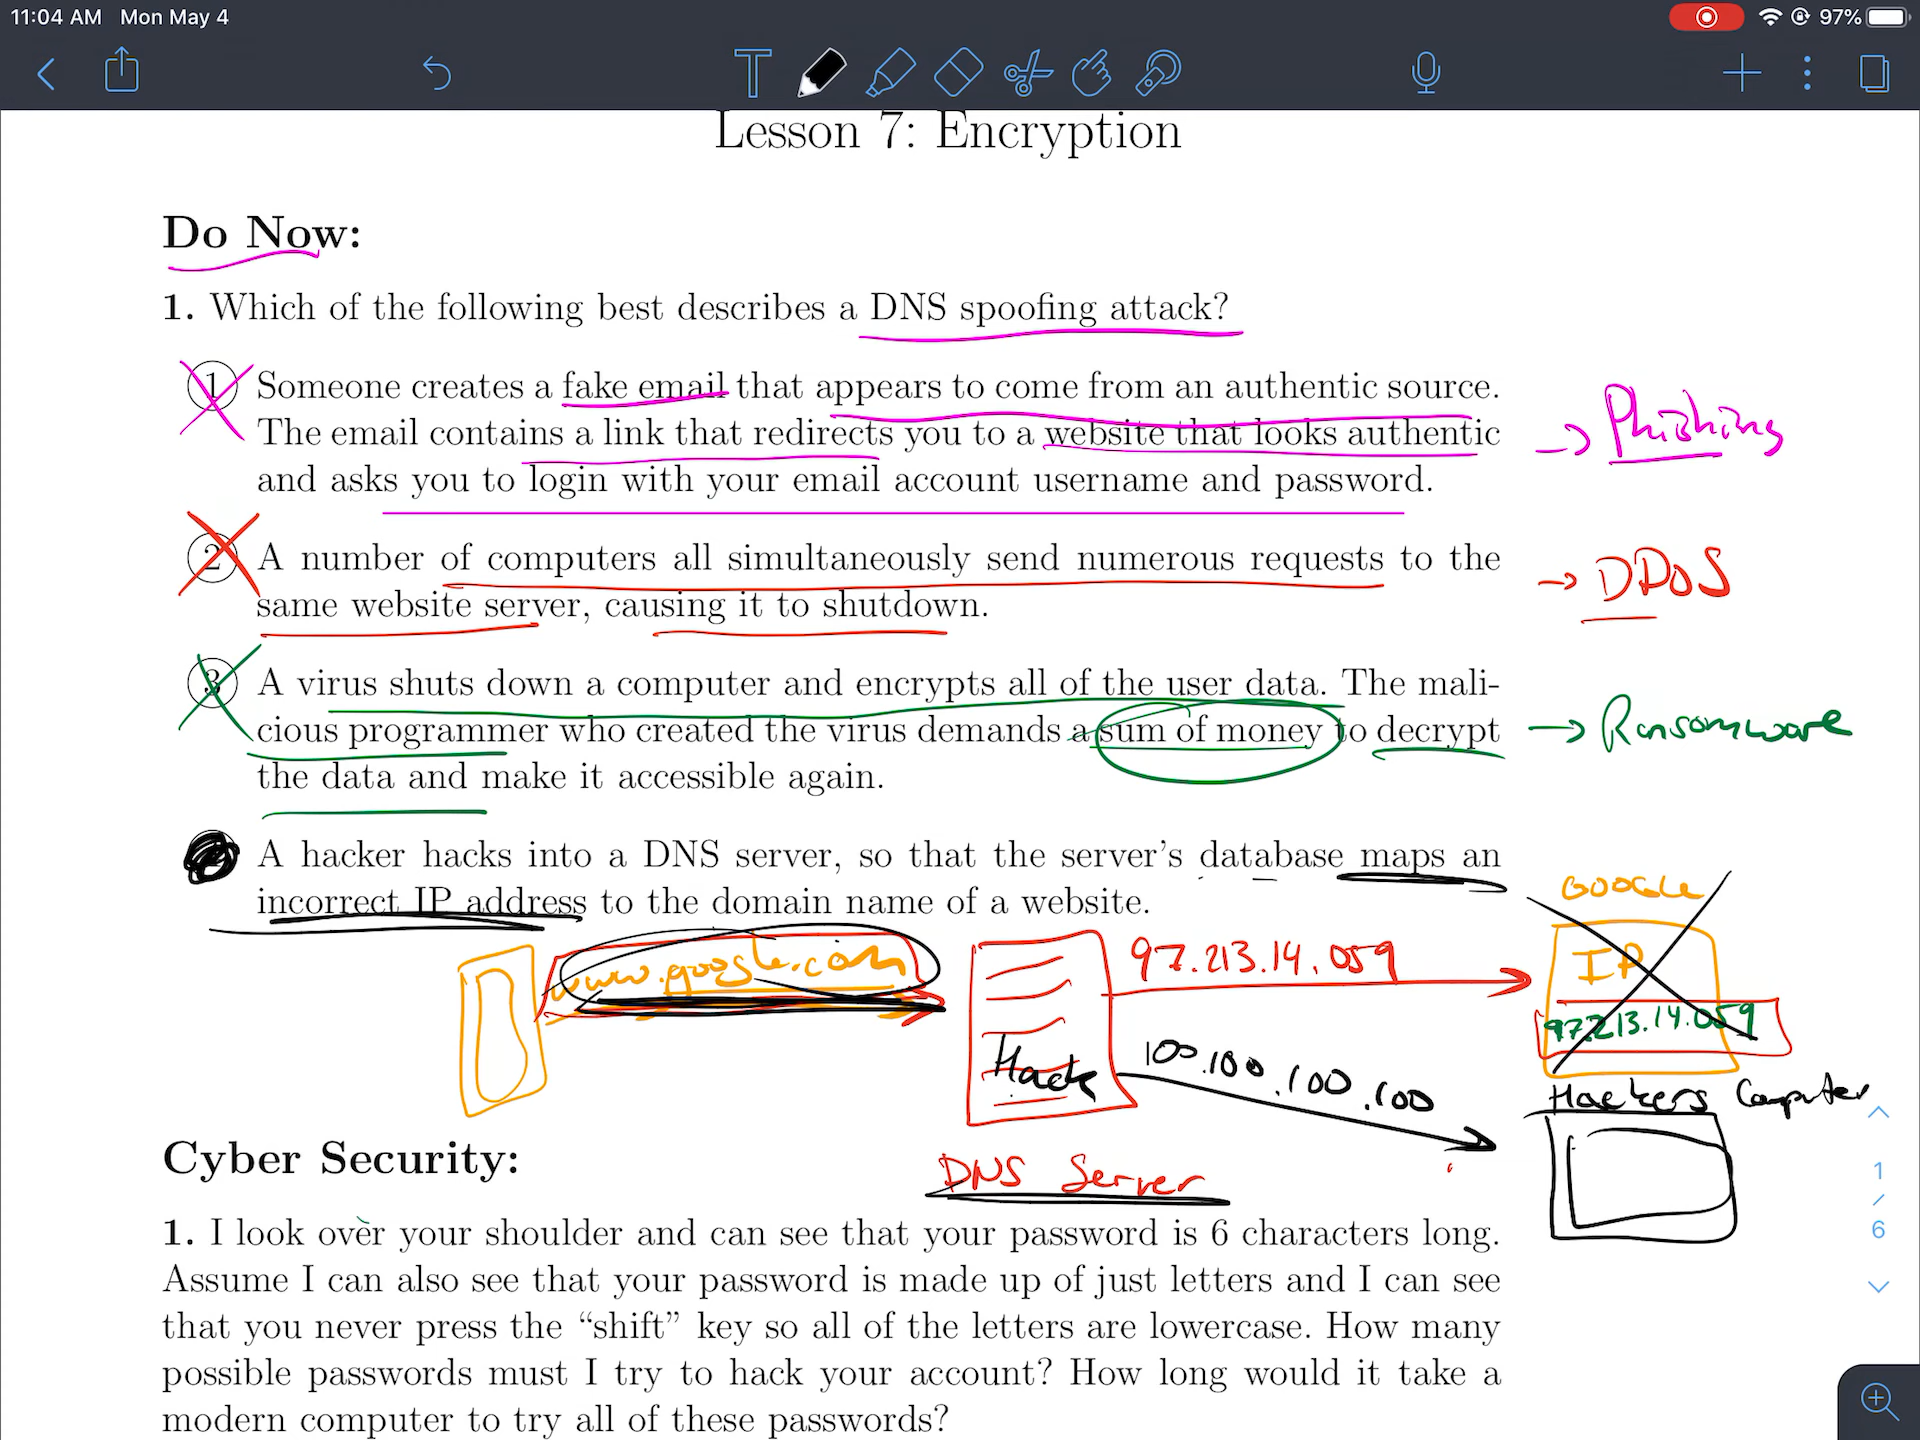 11:04 AM Mon May 4
97%
Lesson 7: Encryption
Do Now:
1. Which of the following best describes a DNS spoofing attack?
1 Someone creates a fake email that appears to come from an authentic source.
The email contains a link that redirects you to a website that looks authentic
and asks you to login with your email account username and password.
→ Phishing
2 A number of computers all simultaneously send numerous requests to the
same website server, causing it to shutdown.
→ DDoS
3 A virus shuts down a computer and encrypts all of the user data. The mali-
cious programmer who created the virus demands a sum of money to decrypt
the data and make it accessible again.
→ Ransomware
A hacker hacks into a DNS server, so that the server's database maps an
incorrect IP address to the domain name of a website.
GOOGLE
www.google.com
97.213.14.059
IP
97.213.14.059
Hack
100.100.100.100
Hackers Computer
DNS Server
Cyber Security:
1. I look over your shoulder and can see that your password is 6 characters long.
Assume I can also see that your password is made up of just letters and I can see
that you never press the “shift” key so all of the letters are lowercase. How many
possible passwords must I try to hack your account? How long would it take a
modern computer to try all of these passwords?
1
/
6